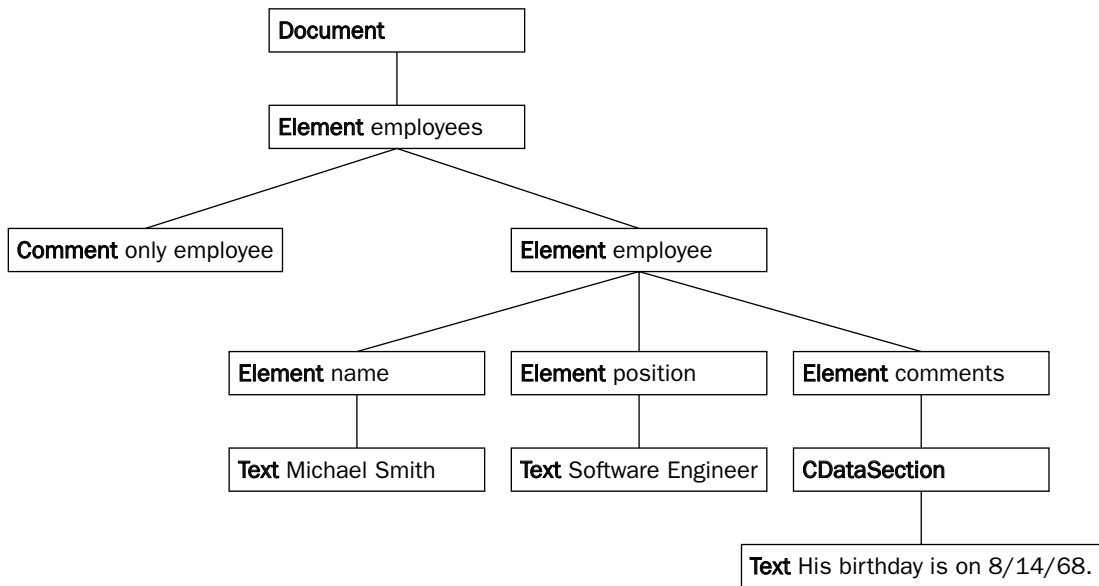 Document
Element employees
Comment only employee
Element employee
Element name
Element position
Element comments
Text Michael Smith
Text Software Engineer
CDataSection
Text His birthday is on 8/14/68.